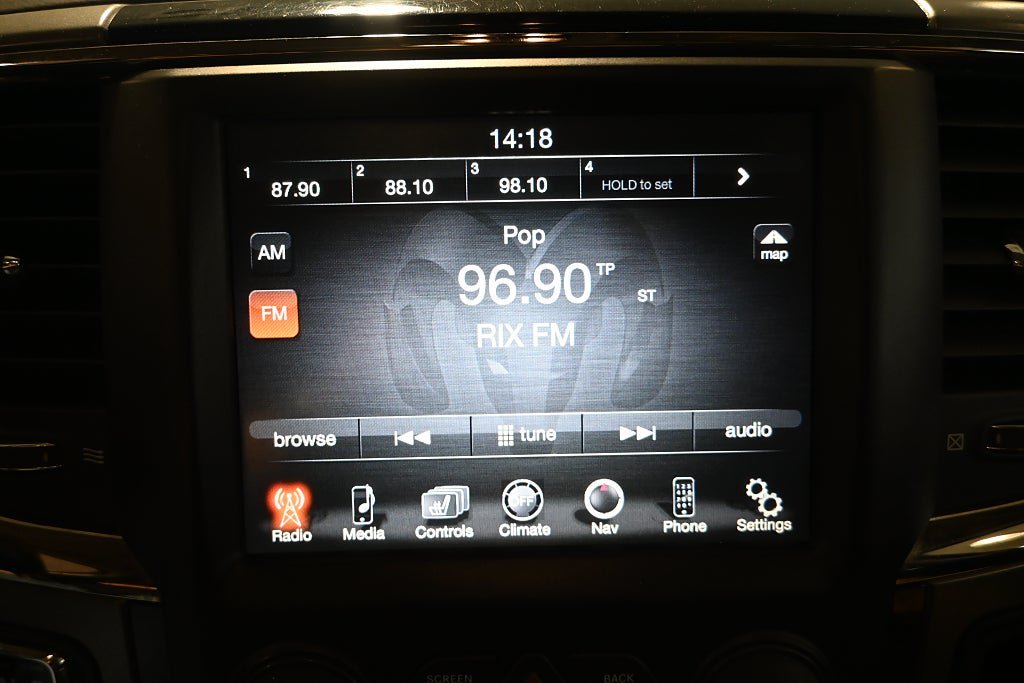 14:18
1 87.90 2 88.10 3 98.10 4 HOLD to set
Pop
AM
map
96.90 TP
ST
FM
RIX FM
browse tune audio
OFF
Radio Media Controls Climate Nav Phone Settings
SCREEN BACK